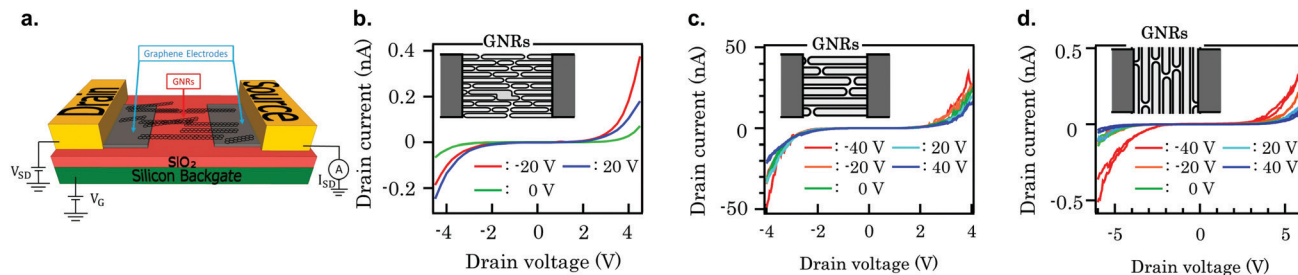 a.
Graphene Electrodes
GNRs
Drain
Source
SiO₂
Silicon Backgate
V_SD
V_G
I_SD
A
b.
GNRs
Drain current (nA)
0.4
0.2
0
-0.2
: -20 V
: 20 V
: 0 V
-4 -2 0 2 4
Drain voltage (V)
c.
GNRs
Drain current (nA)
50
0
-50
: -40 V
: 20 V
: -20 V
: 40 V
: 0 V
-4 -2 0 2 4
Drain voltage (V)
d.
GNRs
Drain current (nA)
0.5
0
-0.5
: -40 V
: 20 V
: -20 V
: 40 V
: 0 V
-5 0 5
Drain voltage (V)